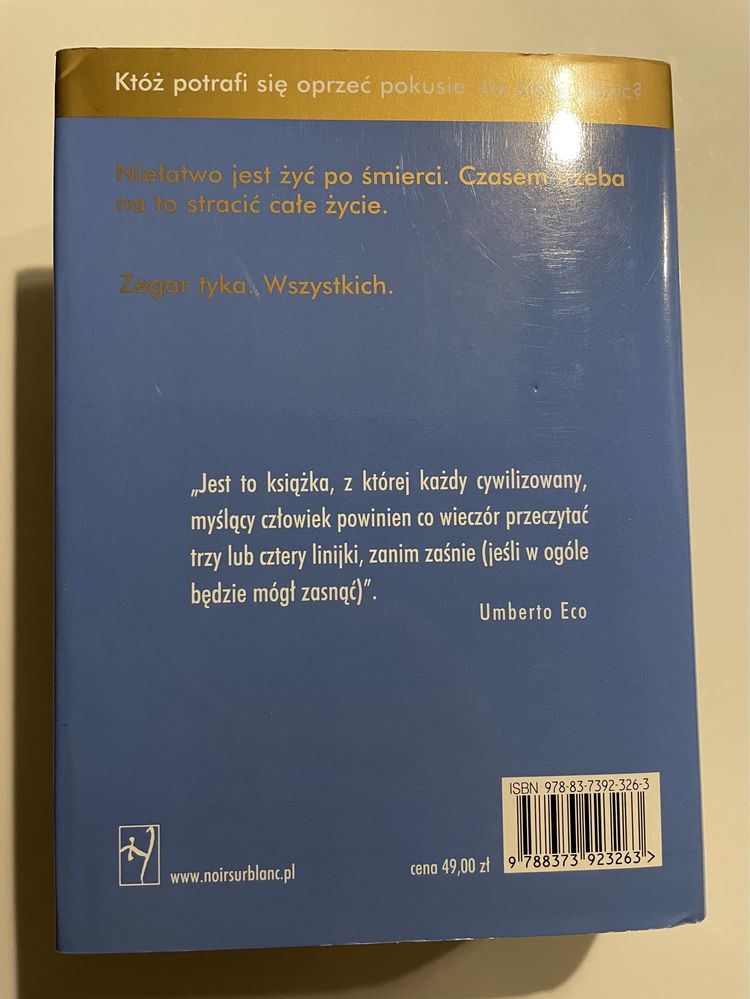 Któż potrafi się oprzeć pokusie, by się
Niełatwo jest żyć po śmierci. Czasem trzeba
na to stracić całe życie.
Zegar tyka. Wszystkich.
„Jest to książka, z której każdy cywilizowany,
myślący człowiek powinien co wieczór przeczytać
trzy lub cztery linijki, zanim zaśnie (jeśli w ogóle
będzie mógł zasnąć)”.
Umberto Eco
ISBN 978-83-7392-326-3
9 788373 923263 >
www.noirsurblanc.pl
cena 49,00 zł